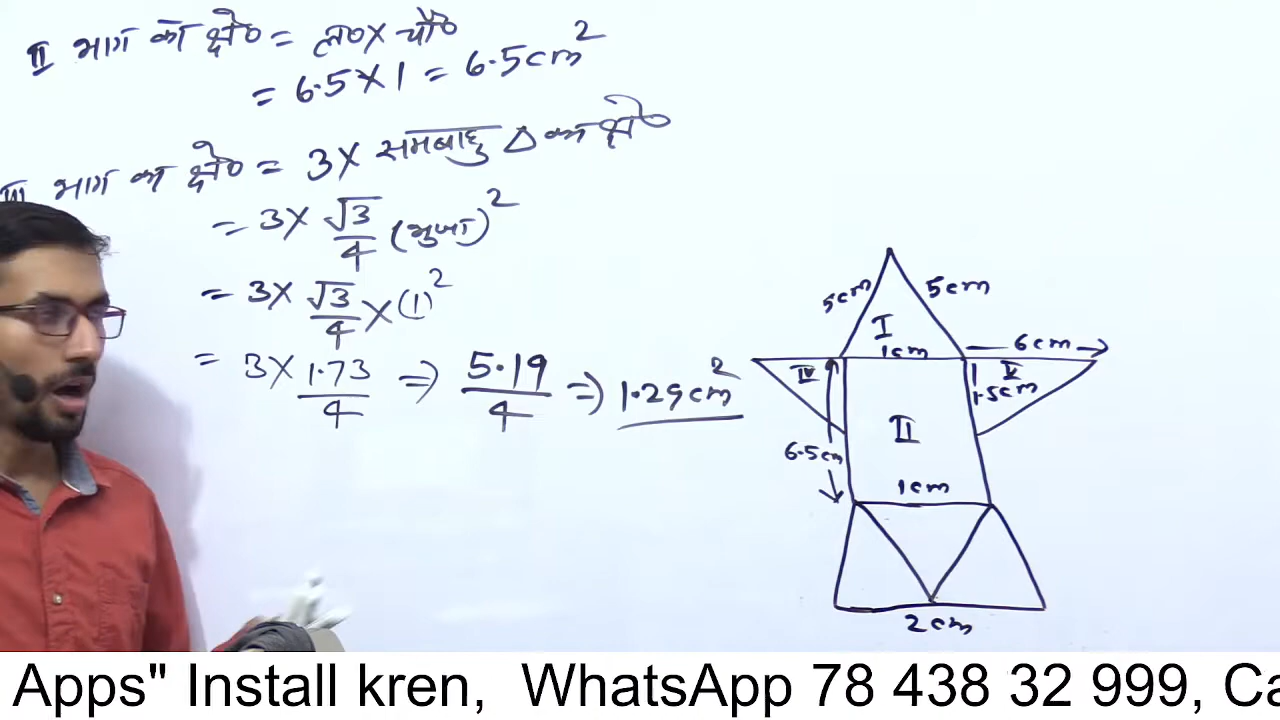 II भाग का क्षे० = ल० × चौ०
= 6.5 × 1 = 6.5 cm²
III भाग का क्षे० = 3 × समबाहु Δ का क्षे०
= 3 × √3/4 (भुजा)²
= 3 × √3/4 × (1)²
= 3 × 1.73/4 ⇒ 5.19/4 ⇒ 1.29 cm²
5cm
5cm
I
1cm
6cm
IV
V
1.5cm
II
6.5cm
1cm
2cm
Apps" Install kren, WhatsApp 78 438 32 999, Ca